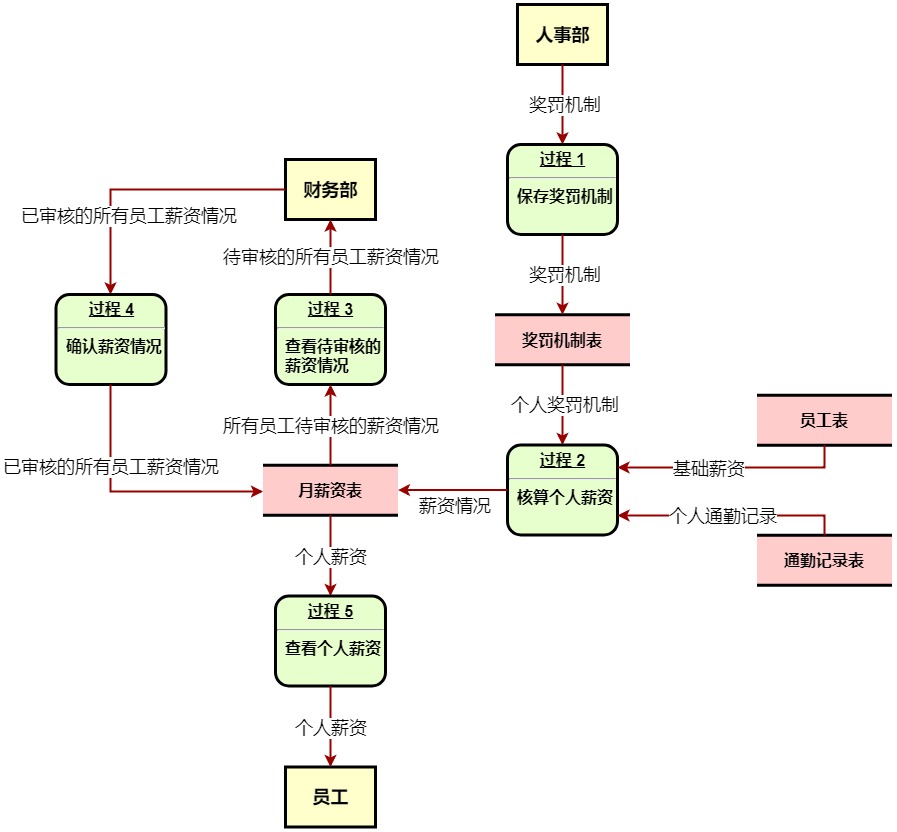 人事部
奖罚机制
过程 1
保存奖罚机制
财务部
已审核的所有员工薪资情况
待审核的所有员工薪资情况
奖罚机制
过程 4
确认薪资情况
过程 3
查看待审核的
薪资情况
奖罚机制表
个人奖罚机制
员工表
所有员工待审核的薪资情况
过程 2
核算个人薪资
基础薪资
已审核的所有员工薪资情况
月薪资表
薪资情况
个人通勤记录
通勤记录表
个人薪资
过程 5
查看个人薪资
个人薪资
员工